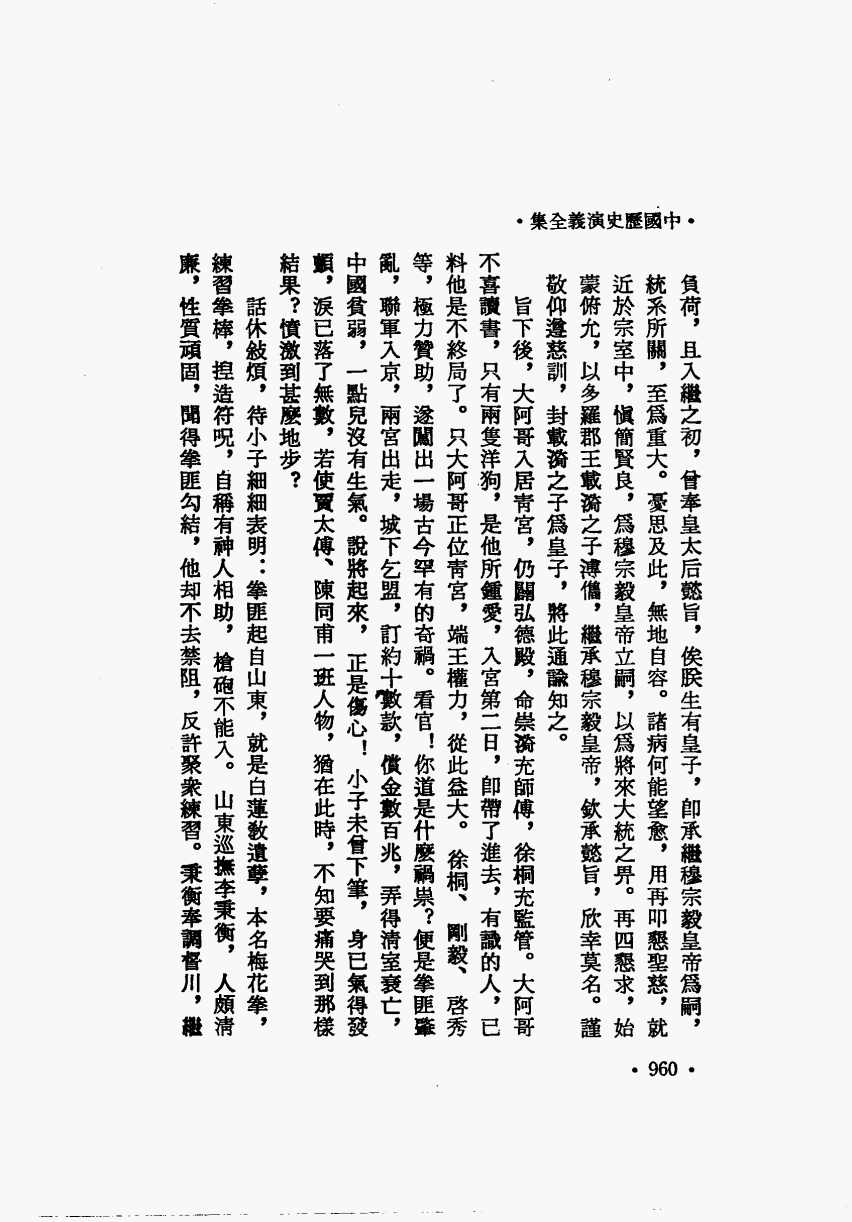 •中國歷史演義全集•
負荷，且入繼之初，曾奉皇太后懿旨，俟朕生有皇子，卽承繼穆宗毅皇帝爲嗣，
統系所關，至爲重大。憂思及此，無地自容。諸病何能望愈，用再叩懇聖慈，就
近於宗室中，愼簡賢良，爲穆宗毅皇帝立嗣，以爲將來大統之畀。再四懇求，始
蒙俯允，以多羅郡王載漪之子溥儁，繼承穆宗毅皇帝，欽承懿旨，欣幸莫名。謹
敬仰遵慈訓，封載漪之子爲皇子，將此通諭知之。
旨下後，大阿哥入居靑宮，仍闢弘德殿，命崇漪充師傅，徐桐充監管。大阿哥
不喜讀書，只有兩隻洋狗，是他所鍾愛，入宮第二日，卽帶了進去，有識的人，已
料他是不終局了。只大阿哥正位靑宮，端王權力，從此益大。徐桐、剛毅、啓秀
等，極力贊助，遂闖出一場古今罕有的奇禍。看官！你道是什麼禍祟？便是拳匪肇
亂，聯軍入京，兩宮出走，城下乞盟，訂約十數款，償金數百兆，弄得淸室衰亡，
中國貧弱，一點兒沒有生氣。說將起來，正是傷心！小子未曾下筆，身已氣得發
顫，淚已落了無數，若使賈太傅、陳同甫一班人物，猶在此時，不知要痛哭到那樣
結果？憤激到甚麼地步？
話休敍煩，待小子細細表明：拳匪起自山東，就是白蓮敎遺孽，本名梅花拳，
練習拳棒，揑造符呪，自稱有神人相助，槍砲不能入。山東巡撫李秉衡，人頗淸
廉，性質頑固，聞得拳匪勾結，他却不去禁阻，反許聚衆練習。秉衡奉調督川，繼
•960•